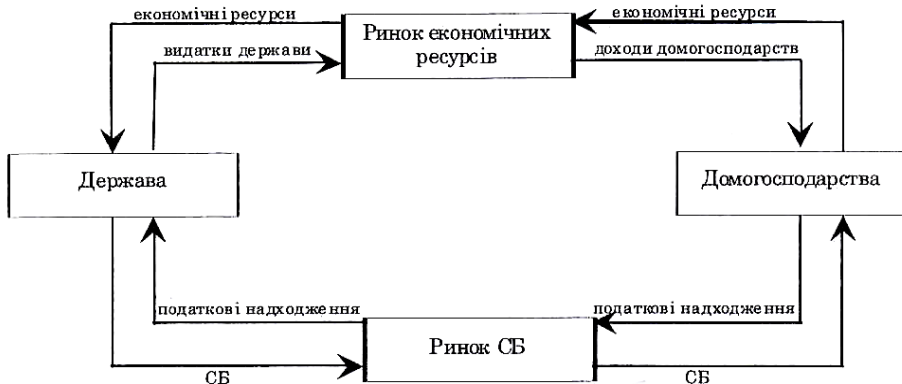 економічні ресурси
економічні ресурси
Ринок економічних
ресурсів
видатки держави
доходи домогосподарств
Держава
Домогосподарства
податкові надходження
податкові надходження
Ринок СБ
СБ
СБ